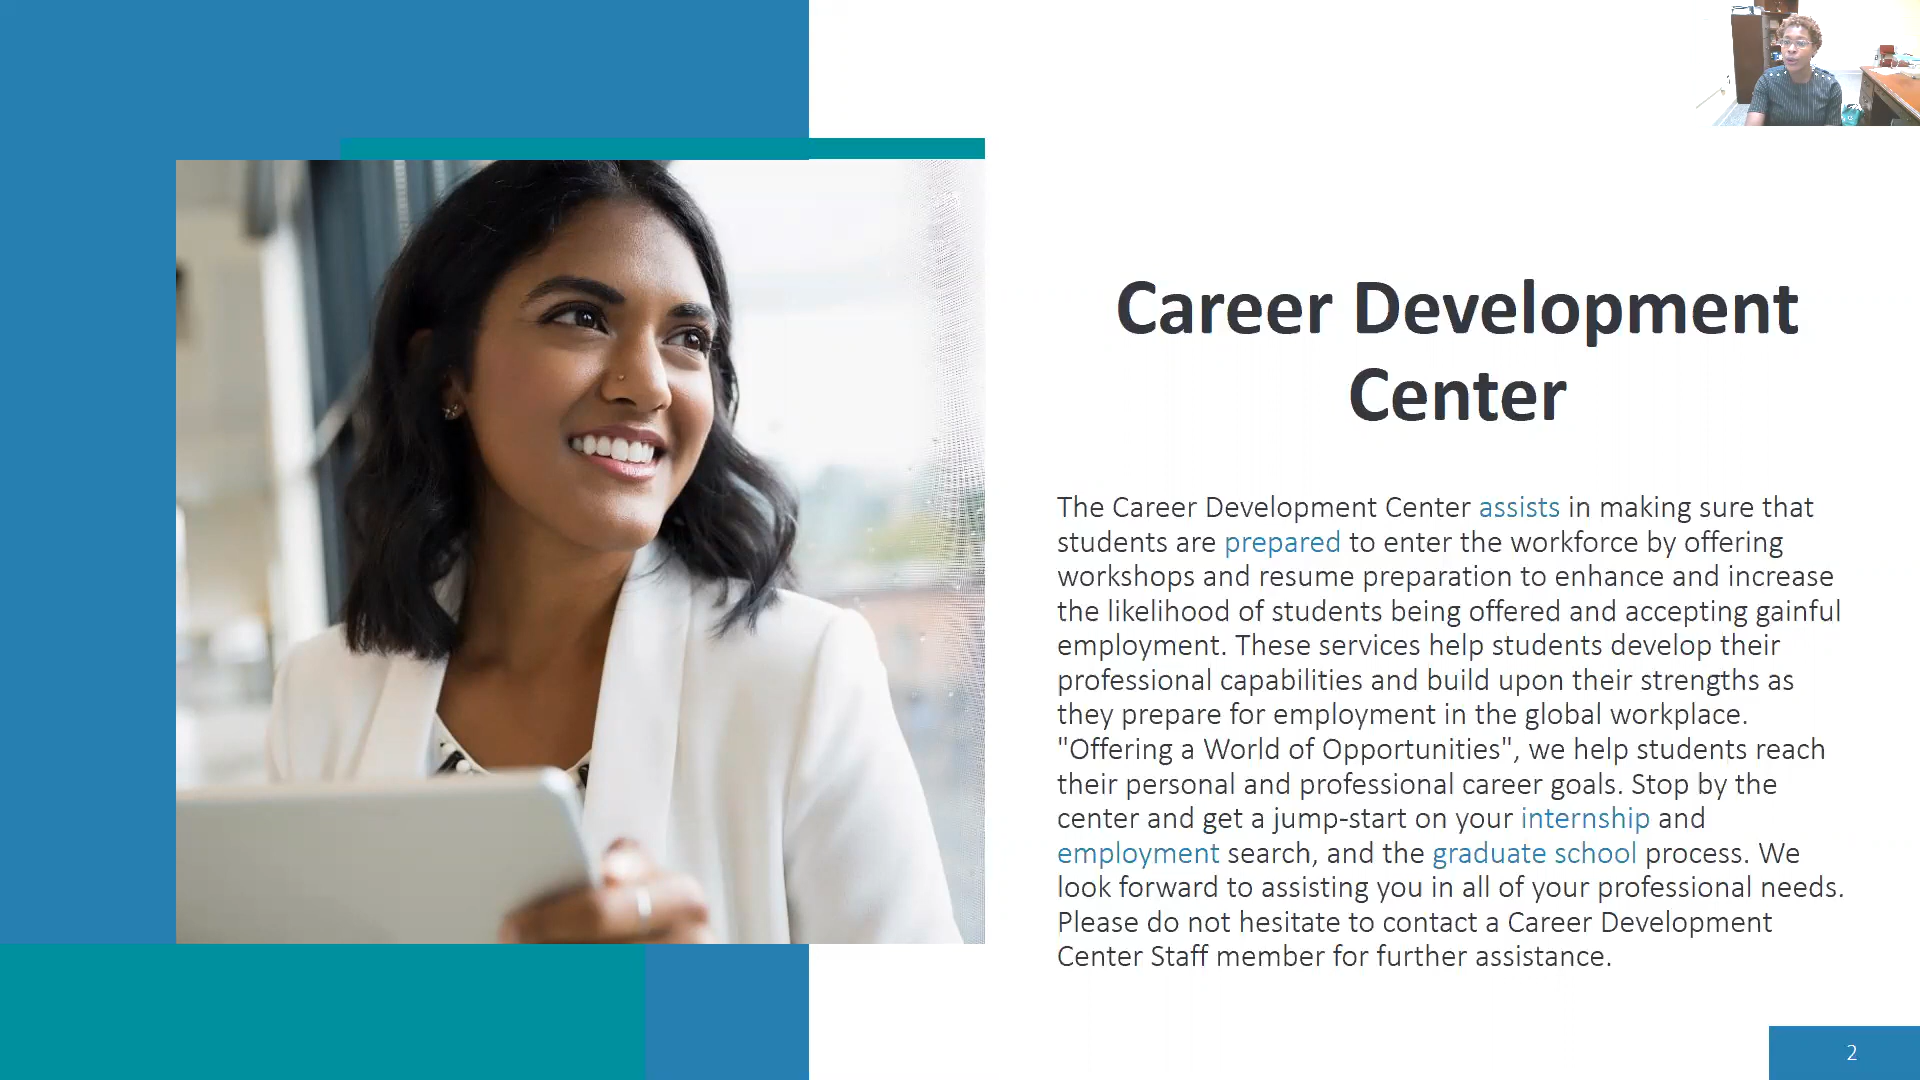 Career Development
Center
The Career Development Center assists in making sure that
students are prepared to enter the workforce by offering
workshops and resume preparation to enhance and increase
the likelihood of students being offered and accepting gainful
employment. These services help students develop their
professional capabilities and build upon their strengths as
they prepare for employment in the global workplace.
"Offering a World of Opportunities", we help students reach
their personal and professional career goals. Stop by the
center and get a jump-start on your internship and
employment search, and the graduate school process. We
look forward to assisting you in all of your professional needs.
Please do not hesitate to contact a Career Development
Center Staff member for further assistance.
2